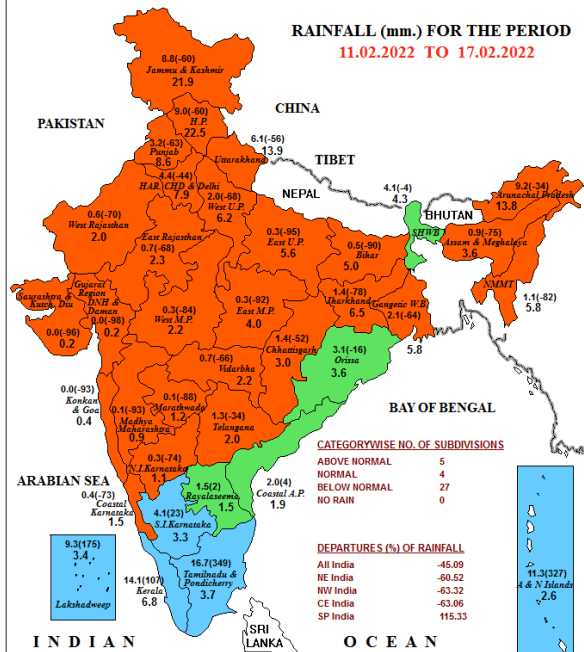 RAINFALL (mm.) FOR THE PERIOD
11.02.2022 TO 17.02.2022
8.8(-60)
Jammu & Kashmir
21.9
CHINA
PAKISTAN
9.0(-60)
H.P.
22.5
3.2(-63)
Punjab
8.6
6.1(-56)
13.9
Uttarakhand
TIBET
4.4(-44)
HAR. CHD & Delhi
7.9
2.0(-68)
West U.P.
6.2
NEPAL
4.1(-4)
4.3
BHUTAN
9.2(-34)
Arunachal Pradesh
13.8
0.6(-70)
West Rajasthan
2.0
East Rajasthan
0.7(-68)
2.3
0.3(-95)
East U.P.
5.6
0.5(-90)
Bihar
5.0
SHWB
0.9(-75)
Assam & Meghalaya
3.6
NMMT
1.1(-82)
5.8
Gujarat
Region
DNH &
Daman
0.0(-98)
0.2
Saurashtra &
Kutch, Diu
0.0(-96)
0.2
0.3(-84)
West M.P.
2.2
0.3(-92)
East M.P.
4.0
1.4(-78)
Jharkhand
6.5
Gangetic W.B.
2.1(-64)
5.8
1.4(-52)
Chhattisgarh
3.0
3.1(-16)
Orissa
3.6
0.7(-66)
Vidarbha
2.2
0.0(-93)
Konkan
& Goa
0.4
0.1(-93)
Madhya
Maharashtra
0.9
0.1(-88)
Marathwada
1.2
1.3(-34)
Telangana
2.0
BAY OF BENGAL
0.3(-74)
N.I.Karnataka
1.1
ARABIAN SEA
0.4(-73)
Coastal
Karnataka
1.5
1.5(2)
Rayalaseema
1.5
2.0(4)
Coastal A.P.
1.9
4.1(23)
S.I.Karnataka
3.3
CATEGORYWISE NO. OF SUBDIVISIONS
ABOVE NORMAL 5
NORMAL 4
BELOW NORMAL 27
NO RAIN 0
DEPARTURES (%) OF RAINFALL
All India -45.09
NE India -60.52
NW India -63.32
CE India -63.06
SP India 115.33
9.3(175)
3.4
Lakshadweep
14.1(107)
Kerala
6.8
16.7(349)
Tamilnadu &
Pondicherry
3.7
11.3(327)
A & N Islands
2.6
SRI
LANKA
INDIAN OCEAN